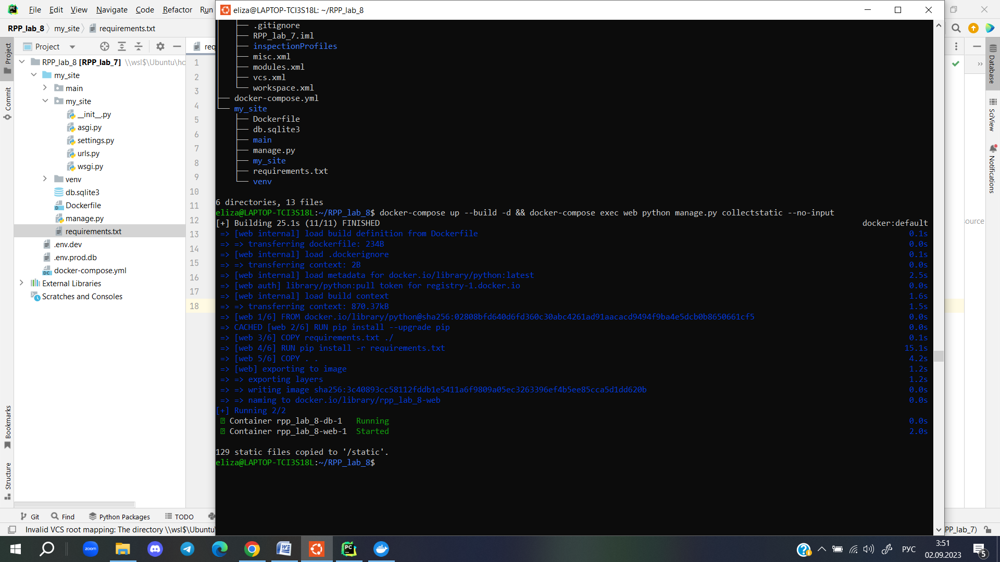 File Edit View Navigate Code Refactor Run
eliza@LAPTOP-TCI3S18L: ~/RPP_lab_8
RPP_lab_8 my_site requirements.txt
Project
Project
Commit
Bookmarks
Structure
RPP_lab_8 [RPP_lab_7] \\wsl$\Ubuntu\hc
my_site
main
my_site
__init__.py
asgi.py
settings.py
urls.py
wsgi.py
venv
db.sqlite3
Dockerfile
manage.py
requirements.txt
.env.dev
.env.prod.db
docker-compose.yml
External Libraries
Scratches and Consoles
req
1
2
3
4
5
6
7
8
9
10
11
12
13
14
15
16
17
18
├── .gitignore
├── RPP_lab_7.iml
├── inspectionProfiles
├── misc.xml
├── modules.xml
├── vcs.xml
└── workspace.xml
├── docker-compose.yml
└── my_site
├── Dockerfile
├── db.sqlite3
├── main
├── manage.py
├── my_site
├── requirements.txt
└── venv
6 directories, 13 files
eliza@LAPTOP-TCI3S18L:~/RPP_lab_8$ docker-compose up --build -d && docker-compose exec web python manage.py collectstatic --no-input
[+] Building 25.1s (11/11) FINISHED docker:default
=> [web internal] load build definition from Dockerfile 0.1s
=> => transferring dockerfile: 234B 0.0s
=> [web internal] load .dockerignore 0.1s
=> => transferring context: 2B 0.0s
=> [web internal] load metadata for docker.io/library/python:latest 2.5s
=> [web auth] library/python:pull token for registry-1.docker.io 0.0s
=> [web internal] load build context 1.6s
=> => transferring context: 870.37kB 1.5s
=> [web 1/6] FROM docker.io/library/python@sha256:02808bfd640d6fd360c30abc4261ad91aacacd9494f9ba4e5dcb0b8650661cf5 0.0s
=> CACHED [web 2/6] RUN pip install --upgrade pip 0.0s
=> [web 3/6] COPY requirements.txt ./ 0.1s
=> [web 4/6] RUN pip install -r requirements.txt 15.1s
=> [web 5/6] COPY . . 4.2s
=> [web] exporting to image 1.2s
=> => exporting layers 1.2s
=> => writing image sha256:3c40893cc58112fddb1e5411a6f9809a05ec3263396ef4b5ee85cca5d1dd620b 0.0s
=> => naming to docker.io/library/rpp_lab_8-web 0.0s
[+] Running 2/2
Container rpp_lab_8-db-1 Running 0.0s
Container rpp_lab_8-web-1 Started 2.0s
129 static files copied to '/static'.
eliza@LAPTOP-TCI3S18L:~/RPP_lab_8$
ource
Database
SciView
Notifications
Git Find Python Packages TODO
Invalid VCS root mapping: The directory \\wsl$\Ubuntu\
PP_lab_7)
zoom
РУС
3:51
02.09.2023
5